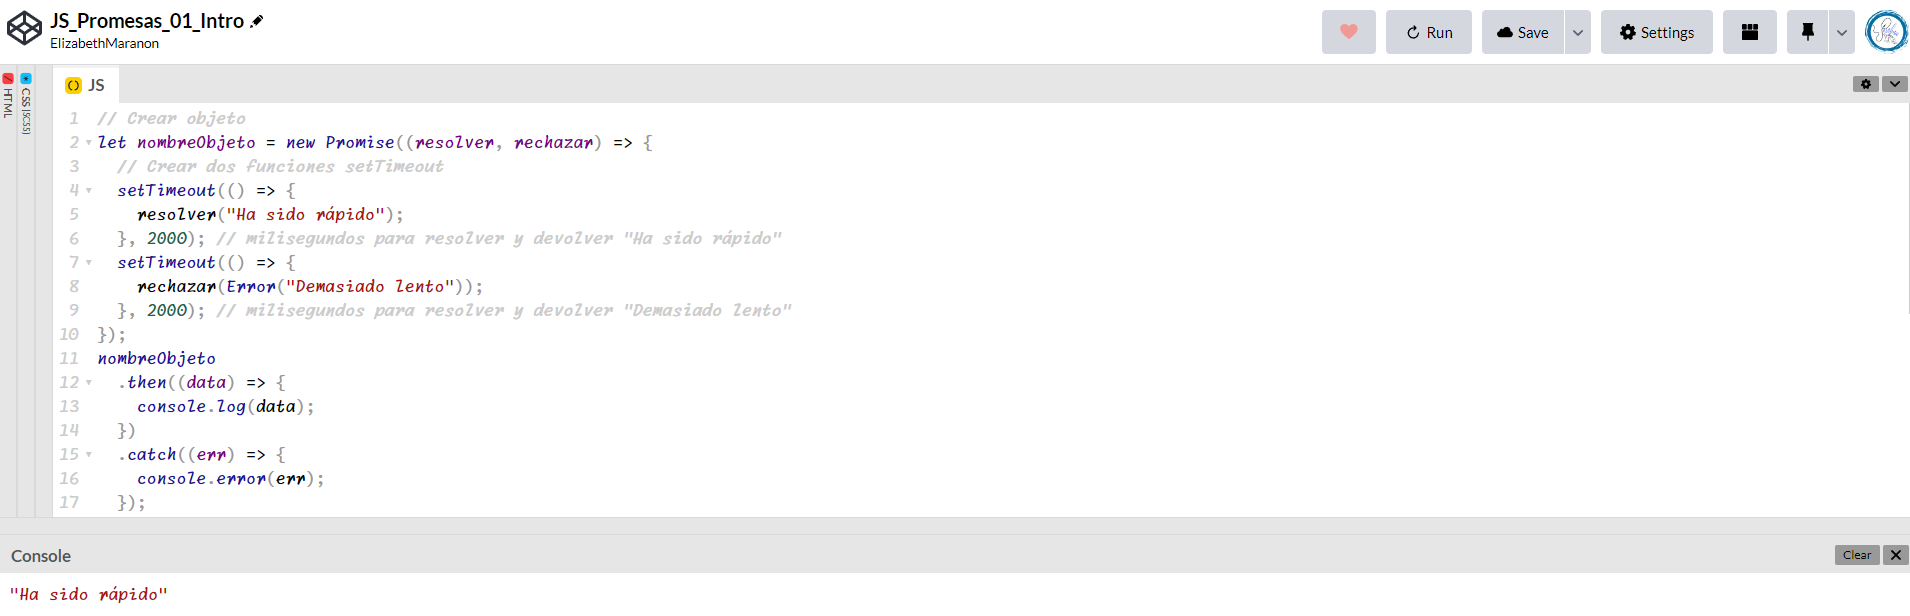 JS_Promesas_01_Intro
ElizabethMaranon
Run
Save
Settings
HTML
CSS (SCSS)
JS
1 // Crear objeto
2 let nombreObjeto = new Promise((resolver, rechazar) => {
3 // Crear dos funciones setTimeout
4 setTimeout(() => {
5 resolver("Ha sido rápido");
6 }, 2000); // milisegundos para resolver y devolver "Ha sido rápido"
7 setTimeout(() => {
8 rechazar(Error("Demasiado lento"));
9 }, 2000); // milisegundos para resolver y devolver "Demasiado lento"
10 });
11 nombreObjeto
12 .then((data) => {
13 console.log(data);
14 })
15 .catch((err) => {
16 console.error(err);
17 });
Console
Clear
"Ha sido rápido"